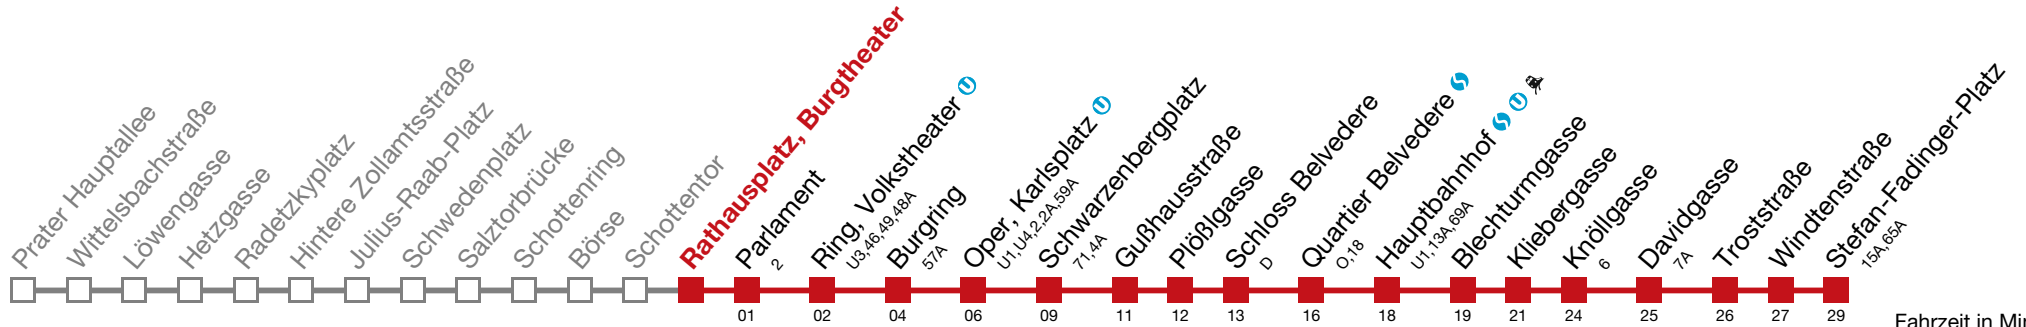 Prater Hauptallee
Wittelsbachstraße
Löwengasse
Hetzgasse
Radetzkyplatz
Hintere Zollamtsstraße
Julius-Raab-Platz
Schwedenplatz
Salztorbrücke
Schottenring
Börse
Schottentor
Rathausplatz, Burgtheater
Parlament
2
Ring, Volkstheater U
U3,46,49,48A
Burgring
57A
Oper, Karlsplatz U
U1,U4,2,2A,59A
Schwarzenbergplatz
71,4A
Gußhausstraße
Plößlgasse
Schloss Belvedere
D
Quartier Belvedere S
O,18
Hauptbahnhof S U
U1,13A,69A
Blechturmgasse
Kliebergasse
Knöllgasse
6
Davidgasse
7A
Troststraße
Windtenstraße
Stefan-Fadinger-Platz
15A,65A
01 02 04 06 09 11 12 13 16 18 19 21 24 25 26 27 29
Fahrzeit in Min